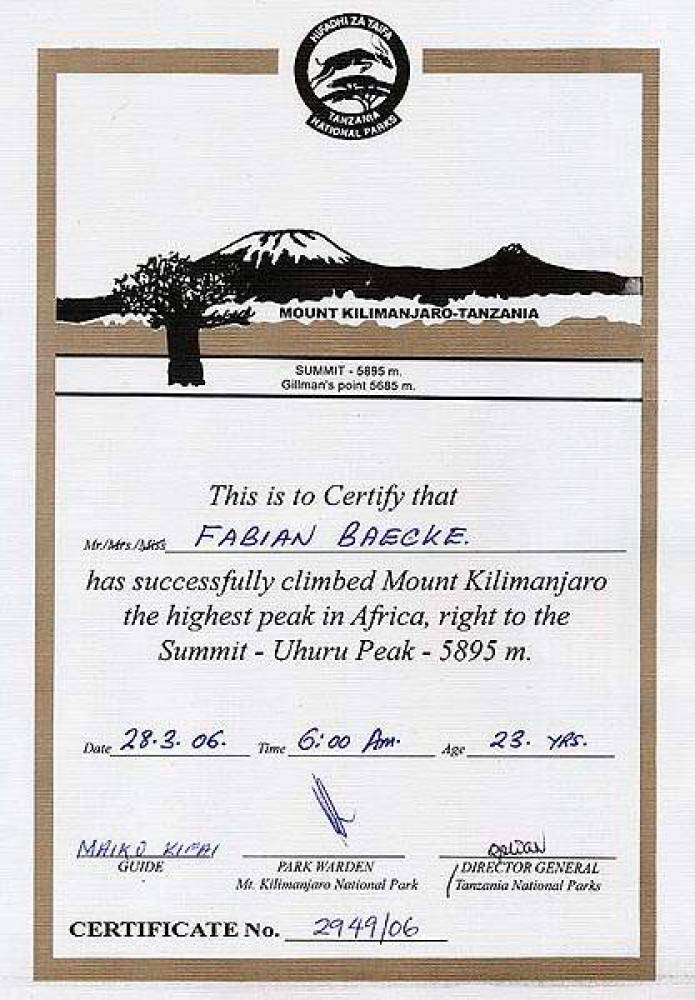 HIFADHI ZA TAIFA
TANZANIA
NATIONAL PARKS
MOUNT KILIMANJARO-TANZANIA
SUMMIT - 5895 m.
Gillman's point 5685 m.
This is to Certify that
Mr./Mrs./Miss FABIAN BAECKE.
has successfully climbed Mount Kilimanjaro
the highest peak in Africa, right to the
Summit - Uhuru Peak - 5895 m.
Date 28.3.06. Time 6:00 Am. Age 23. YRS.
MAIKO
GUIDE PARK WARDEN DIRECTOR GENERAL
Mt. Kilimanjaro National Park Tanzania National Parks
CERTIFICATE No. 2949/06